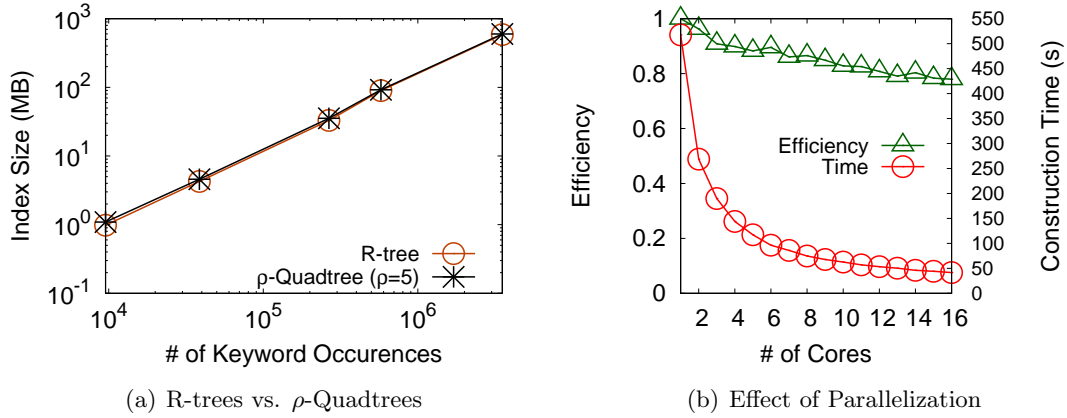 10^3
10^2
10^1
10^0
10^-1
Index Size (MB)
R-tree
ρ-Quadtree (ρ=5)
10^4
10^5
10^6
# of Keyword Occurences
(a) R-trees vs. ρ-Quadtrees
1
0.8
0.6
0.4
0.2
0
Efficiency
Efficiency
Time
550
500
450
400
350
300
250
200
150
100
50
0
Construction Time (s)
2 4 6 8 10 12 14 16
# of Cores
(b) Effect of Parallelization